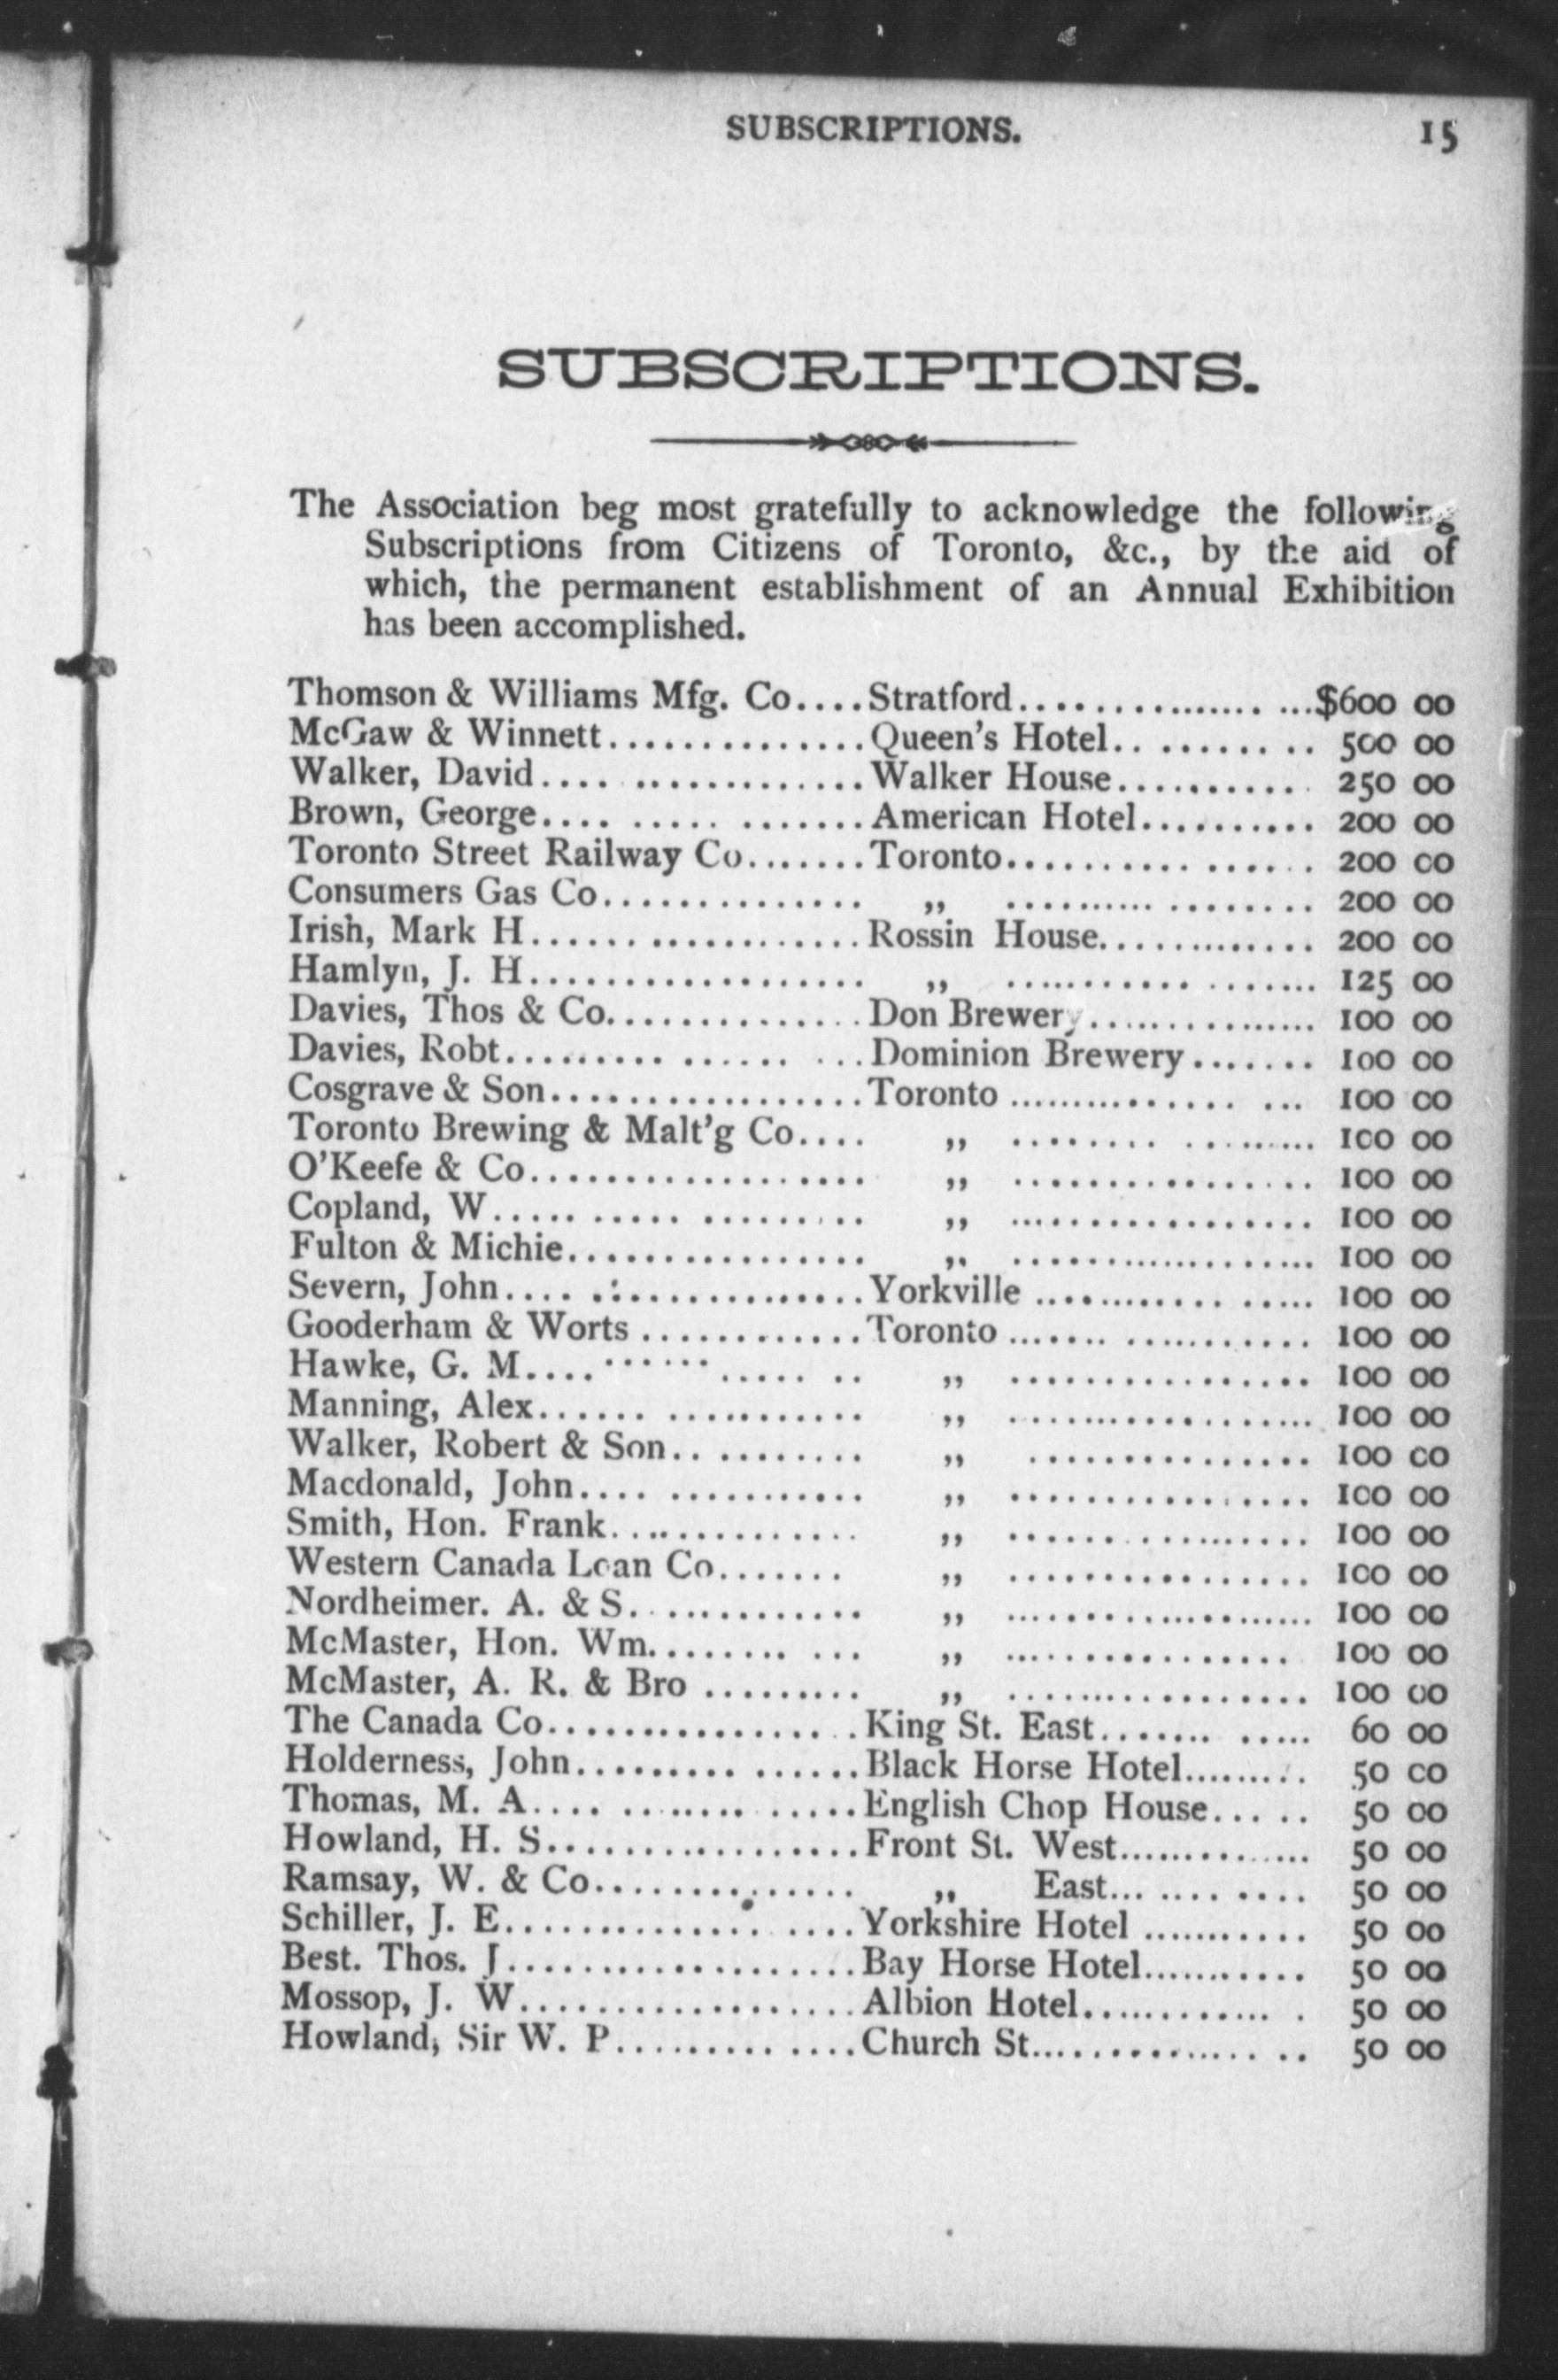 SUBSCRIPTIONS. 15
SUBSCRIPTIONS.
The Association beg most gratefully to acknowledge the following
Subscriptions from Citizens of Toronto, &c., by the aid of
which, the permanent establishment of an Annual Exhibition
has been accomplished.
Thomson & Williams Mfg. Co....Stratford................$600 00
McGaw & Winnett..............Queen's Hotel........... 500 00
Walker, David................Walker House........... 250 00
Brown, George................American Hotel.......... 200 00
Toronto Street Railway Co.......Toronto................ 200 00
Consumers Gas Co.............. „ ................ 200 00
Irish, Mark H.................Rossin House............ 200 00
Hamlyn, J. H.................. „ ................ 125 00
Davies, Thos & Co.............Don Brewery............. 100 00
Davies, Robt..................Dominion Brewery....... 100 00
Cosgrave & Son................Toronto ................ 100 00
Toronto Brewing & Malt'g Co.... „ ................ 100 00
O'Keefe & Co.................. „ ................ 100 00
Copland, W................... „ ................ 100 00
Fulton & Michie................ „ ................ 100 00
Severn, John..................Yorkville ................ 100 00
Gooderham & Worts ............Toronto ................ 100 00
Hawke, G. M.................. „ ................ 100 00
Manning, Alex................. „ ................ 100 00
Walker, Robert & Son........... „ ............... 100 00
Macdonald, John............... „ ................ 100 00
Smith, Hon. Frank............. „ ................ 100 00
Western Canada Loan Co....... „ ................ 100 00
Nordheimer. A. & S............. „ ................ 100 00
McMaster, Hon. Wm........... „ ............... 100 00
McMaster, A. R. & Bro ......... „ ................ 100 00
The Canada Co................King St. East............ 60 00
Holderness, John...............Black Horse Hotel......... 50 00
Thomas, M. A................English Chop House..... 50 00
Howland, H. S.................Front St. West............ 50 00
Ramsay, W. & Co.............. „ East........... 50 00
Schiller, J. E..................Yorkshire Hotel ........... 50 00
Best. Thos. J..................Bay Horse Hotel........... 50 00
Mossop, J. W..................Albion Hotel............ 50 00
Howland, Sir W. P.............Church St............... 50 00